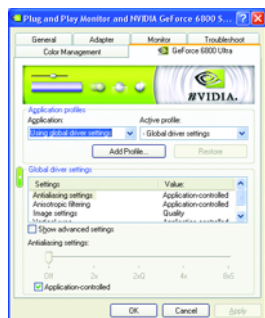 Plug and Play Monitor and NVIDIA GeForce 6800 S...
General Adapter Monitor Troubleshoot
Color Management GeForce 6800 Ultra
NVIDIA.
Application profiles
Application: Active profile:
Using global driver settings - Global driver settings
Add Profile... Restore
Global driver settings
Settings Value:
Antialiasing settings Application-controlled
Anisotropic filtering Application-controlled
Image settings Quality
Show advanced settings
Antialiasing settings:
Off 2x 2xQ 4x 8xS
Application-controlled
OK Cancel Apply